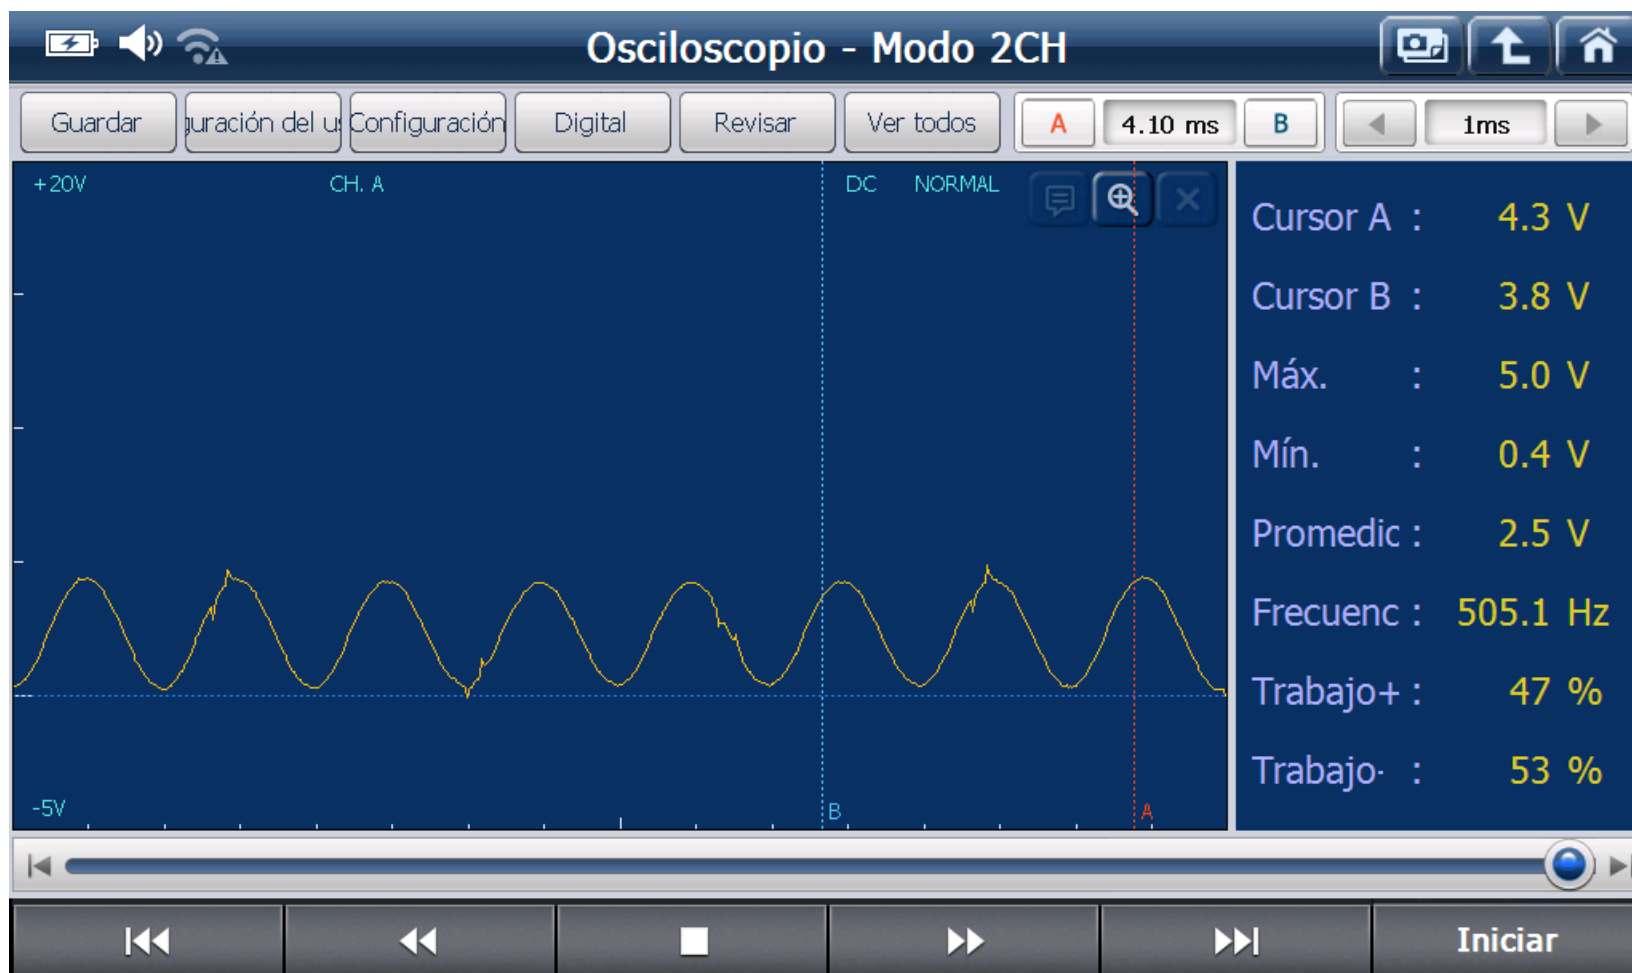 Osciloscopio - Modo 2CH
Guardar
guración del us
Configuración
Digital
Revisar
Ver todos
A
4.10 ms
B
1ms
+20V
CH. A
DC
NORMAL
Cursor A : 4.3 V
Cursor B : 3.8 V
Máx. : 5.0 V
Mín. : 0.4 V
Promedic : 2.5 V
Frecuenc : 505.1 Hz
Trabajo+ : 47 %
Trabajo- : 53 %
-5V
B
A
Iniciar